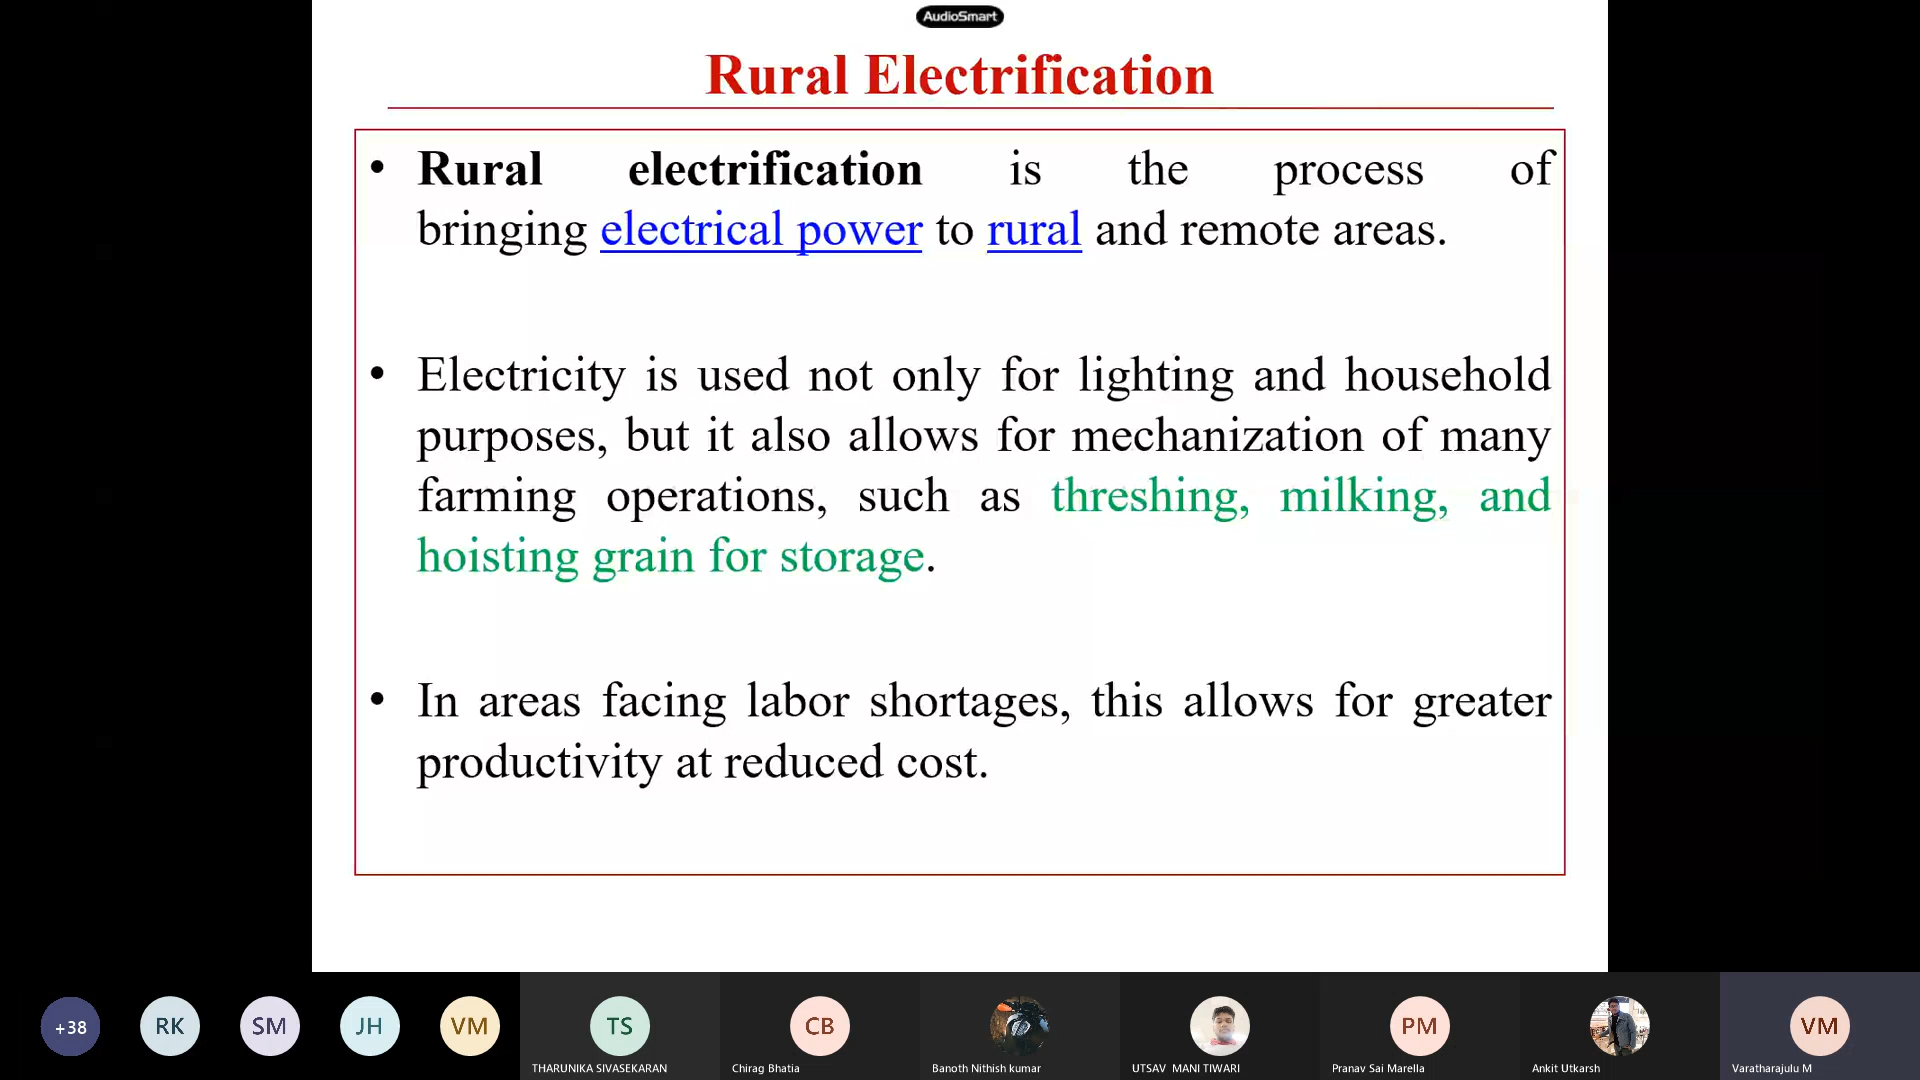 AudioSmart
Rural Electrification
• Rural electrification is the process of
bringing electrical power to rural and remote areas.
• Electricity is used not only for lighting and household
purposes, but it also allows for mechanization of many
farming operations, such as threshing, milking, and
hoisting grain for storage.
• In areas facing labor shortages, this allows for greater
productivity at reduced cost.
+38
RK
SM
JH
VM
TS
CB
PM
VM
THARUNIKA SIVASEKARAN
Chirag Bhatia
Banoth Nithish kumar
UTSAV MANI TIWARI
Pranav Sai Marella
Ankit Utkarsh
Varatharajulu M